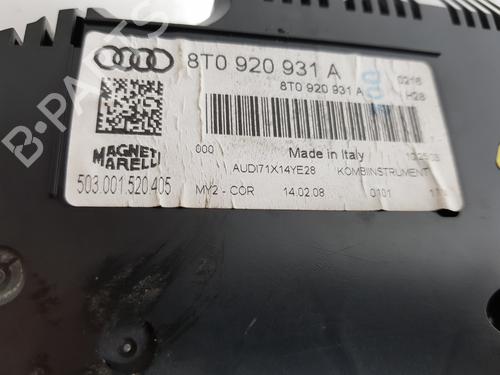 8T0 920 931 A
8T0 920 931 A
0216
H28
MAGNETI
MARELLI
503.001.520.405
000
Made in Italy
AUDI71X14YE28
KOMBIINSTRUMENT
MY2-COR
14.02.08
0101
B-PARTS